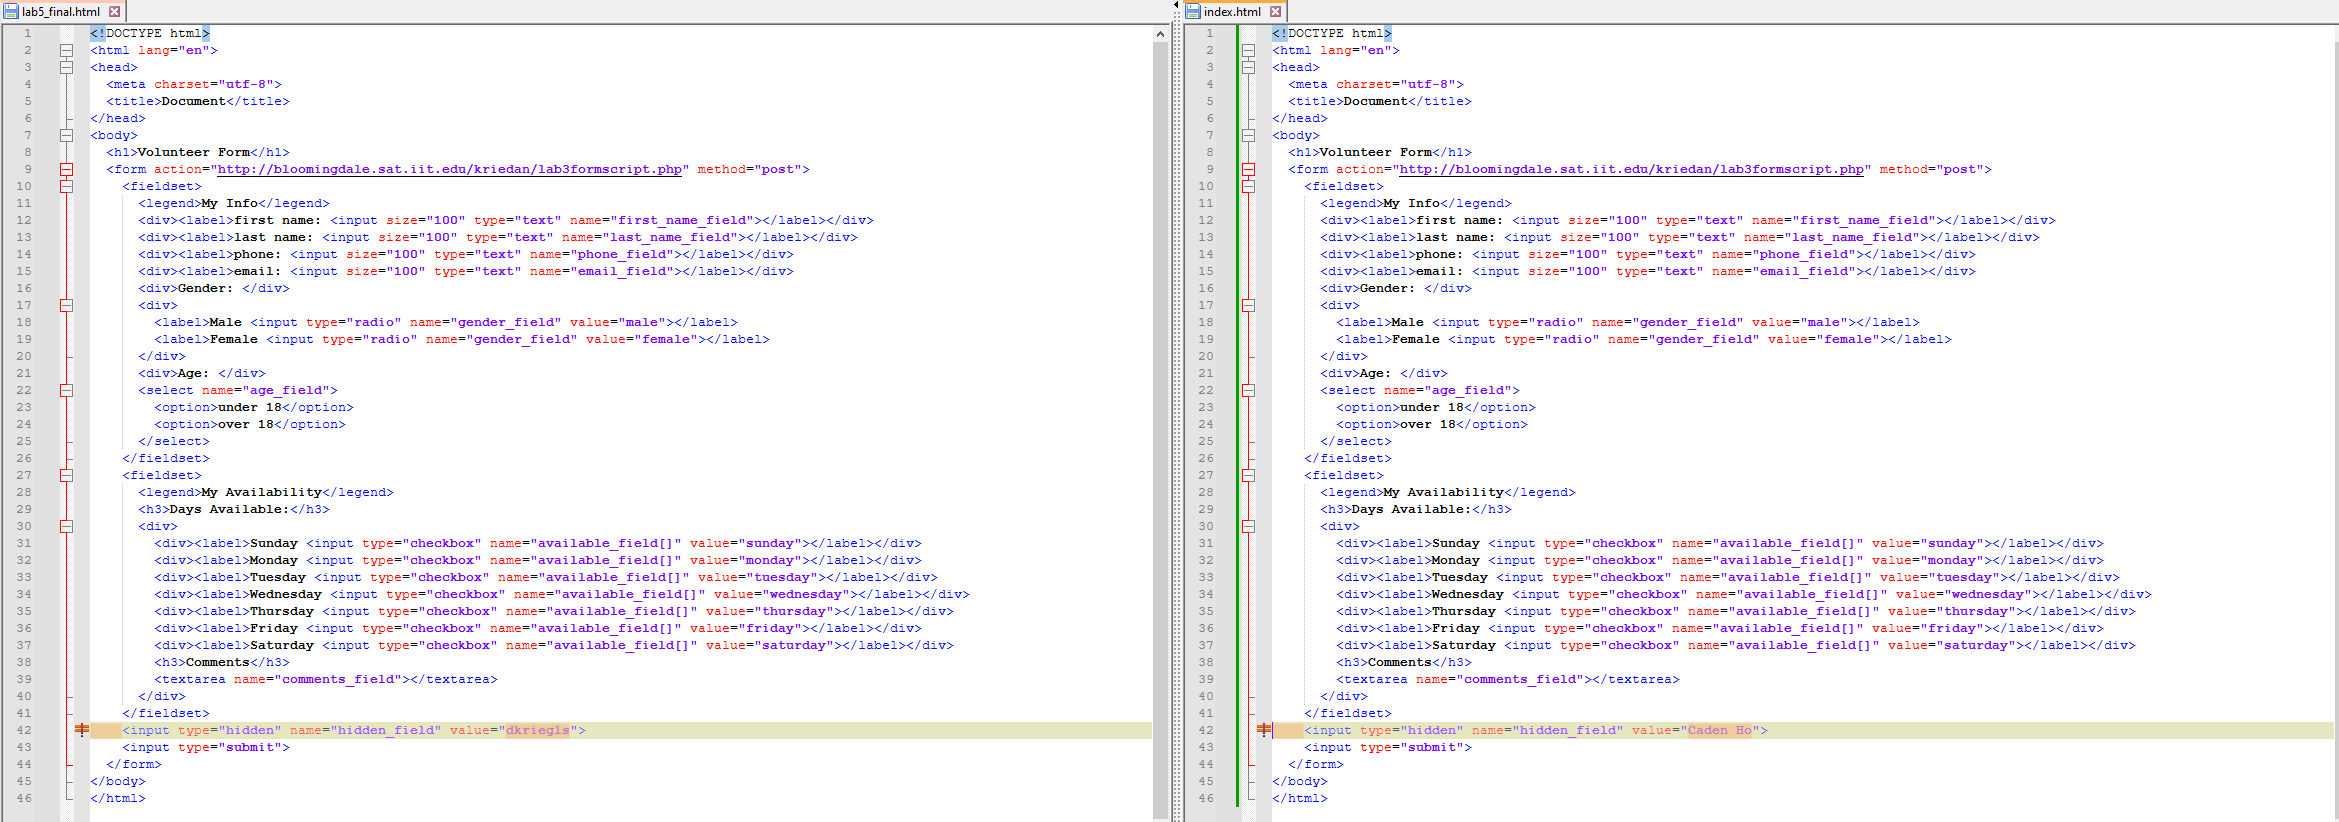 lab5_final.html
1 <!DOCTYPE html>
2 <html lang="en">
3 <head>
4 <meta charset="utf-8">
5 <title>Document</title>
6 </head>
7 <body>
8 <h1>Volunteer Form</h1>
9 <form action="http://bloomingdale.sat.iit.edu/kriedan/lab3formscript.php" method="post">
10 <fieldset>
11 <legend>My Info</legend>
12 <div><label>first name: <input size="100" type="text" name="first_name_field"></label></div>
13 <div><label>last name: <input size="100" type="text" name="last_name_field"></label></div>
14 <div><label>phone: <input size="100" type="text" name="phone_field"></label></div>
15 <div><label>email: <input size="100" type="text" name="email_field"></label></div>
16 <div>Gender: </div>
17 <div>
18 <label>Male <input type="radio" name="gender_field" value="male"></label>
19 <label>Female <input type="radio" name="gender_field" value="female"></label>
20 </div>
21 <div>Age: </div>
22 <select name="age_field">
23 <option>under 18</option>
24 <option>over 18</option>
25 </select>
26 </fieldset>
27 <fieldset>
28 <legend>My Availability</legend>
29 <h3>Days Available:</h3>
30 <div>
31 <div><label>Sunday <input type="checkbox" name="available_field[]" value="sunday"></label></div>
32 <div><label>Monday <input type="checkbox" name="available_field[]" value="monday"></label></div>
33 <div><label>Tuesday <input type="checkbox" name="available_field[]" value="tuesday"></label></div>
34 <div><label>Wednesday <input type="checkbox" name="available_field[]" value="wednesday"></label></div>
35 <div><label>Thursday <input type="checkbox" name="available_field[]" value="thursday"></label></div>
36 <div><label>Friday <input type="checkbox" name="available_field[]" value="friday"></label></div>
37 <div><label>Saturday <input type="checkbox" name="available_field[]" value="saturday"></label></div>
38 <h3>Comments</h3>
39 <textarea name="comments_field"></textarea>
40 </div>
41 </fieldset>
42 <input type="hidden" name="hidden_field" value="dkriegls">
43 <input type="submit">
44 </form>
45 </body>
46 </html>
index.html
1 <!DOCTYPE html>
2 <html lang="en">
3 <head>
4 <meta charset="utf-8">
5 <title>Document</title>
6 </head>
7 <body>
8 <h1>Volunteer Form</h1>
9 <form action="http://bloomingdale.sat.iit.edu/kriedan/lab3formscript.php" method="post">
10 <fieldset>
11 <legend>My Info</legend>
12 <div><label>first name: <input size="100" type="text" name="first_name_field"></label></div>
13 <div><label>last name: <input size="100" type="text" name="last_name_field"></label></div>
14 <div><label>phone: <input size="100" type="text" name="phone_field"></label></div>
15 <div><label>email: <input size="100" type="text" name="email_field"></label></div>
16 <div>Gender: </div>
17 <div>
18 <label>Male <input type="radio" name="gender_field" value="male"></label>
19 <label>Female <input type="radio" name="gender_field" value="female"></label>
20 </div>
21 <div>Age: </div>
22 <select name="age_field">
23 <option>under 18</option>
24 <option>over 18</option>
25 </select>
26 </fieldset>
27 <fieldset>
28 <legend>My Availability</legend>
29 <h3>Days Available:</h3>
30 <div>
31 <div><label>Sunday <input type="checkbox" name="available_field[]" value="sunday"></label></div>
32 <div><label>Monday <input type="checkbox" name="available_field[]" value="monday"></label></div>
33 <div><label>Tuesday <input type="checkbox" name="available_field[]" value="tuesday"></label></div>
34 <div><label>Wednesday <input type="checkbox" name="available_field[]" value="wednesday"></label></div>
35 <div><label>Thursday <input type="checkbox" name="available_field[]" value="thursday"></label></div>
36 <div><label>Friday <input type="checkbox" name="available_field[]" value="friday"></label></div>
37 <div><label>Saturday <input type="checkbox" name="available_field[]" value="saturday"></label></div>
38 <h3>Comments</h3>
39 <textarea name="comments_field"></textarea>
40 </div>
41 </fieldset>
42 <input type="hidden" name="hidden_field" value="Caden Ho">
43 <input type="submit">
44 </form>
45 </body>
46 </html>